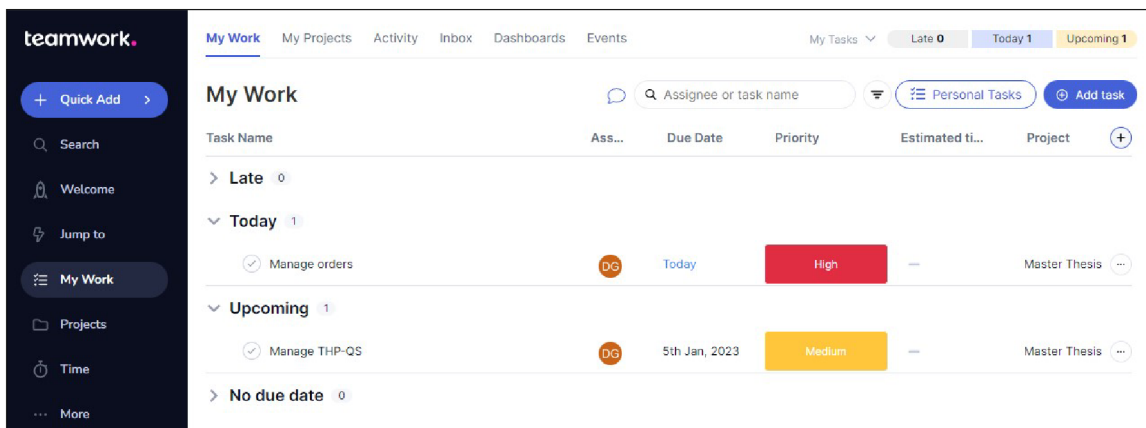 teamwork.
Quick Add
Search
Welcome
Jump to
My Work
Projects
Time
More
My Work My Projects Activity Inbox Dashboards Events My Tasks Late 0 Today 1 Upcoming 1
My Work Assignee or task name Personal Tasks Add task
Task Name Ass... Due Date Priority Estimated ti... Project
Late 0
Today 1
Manage orders DG Today High Master Thesis
Upcoming 1
Manage THP-QS DG 5th Jan, 2023 Medium Master Thesis
No due date 0